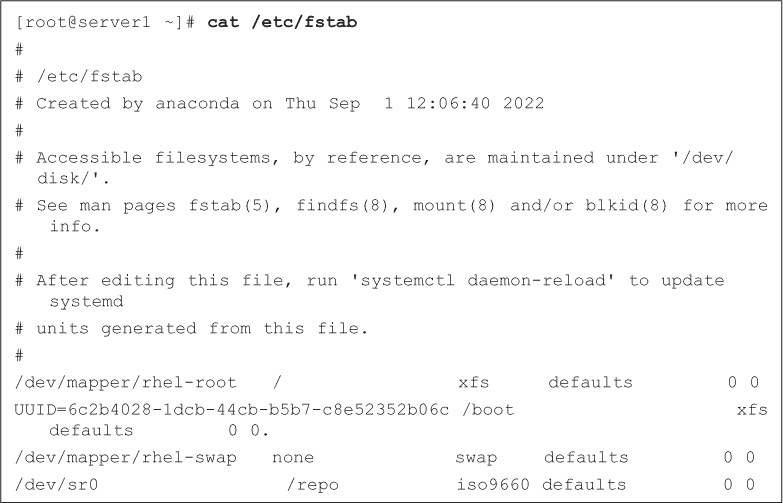 [root@server1 ~]# cat /etc/fstab
#
# /etc/fstab
# Created by anaconda on Thu Sep  1 12:06:40 2022
#
# Accessible filesystems, by reference, are maintained under '/dev/
disk/'.
# See man pages fstab(5), findfs(8), mount(8) and/or blkid(8) for more
info.
#
# After editing this file, run 'systemctl daemon-reload' to update
systemd
# units generated from this file.
#
/dev/mapper/rhel-root   /                 xfs     defaults         0 0
UUID=6c2b4028-1dcb-44cb-b5b7-c8e52352b06c /boot                     xfs
defaults         0 0.
/dev/mapper/rhel-swap   none              swap    defaults         0 0
/dev/sr0                 /repo            iso9660 defaults         0 0